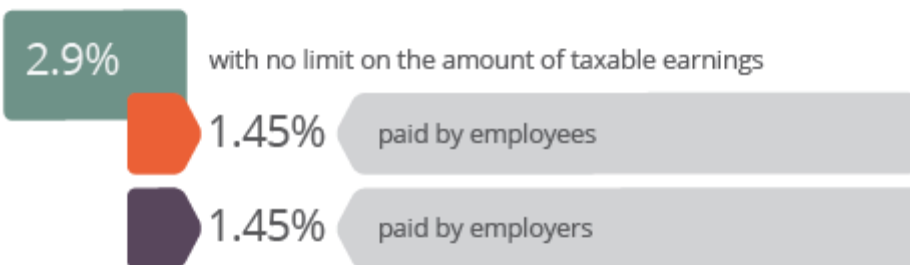 2.9% with no limit on the amount of taxable earnings
1.45% paid by employees
1.45% paid by employers